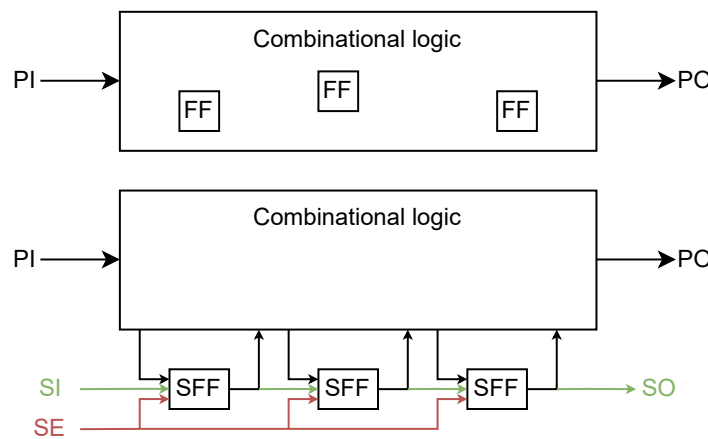 Combinational logic
PI
PO
FF
FF
FF
Combinational logic
PI
PO
SFF
SFF
SFF
SI
SO
SE